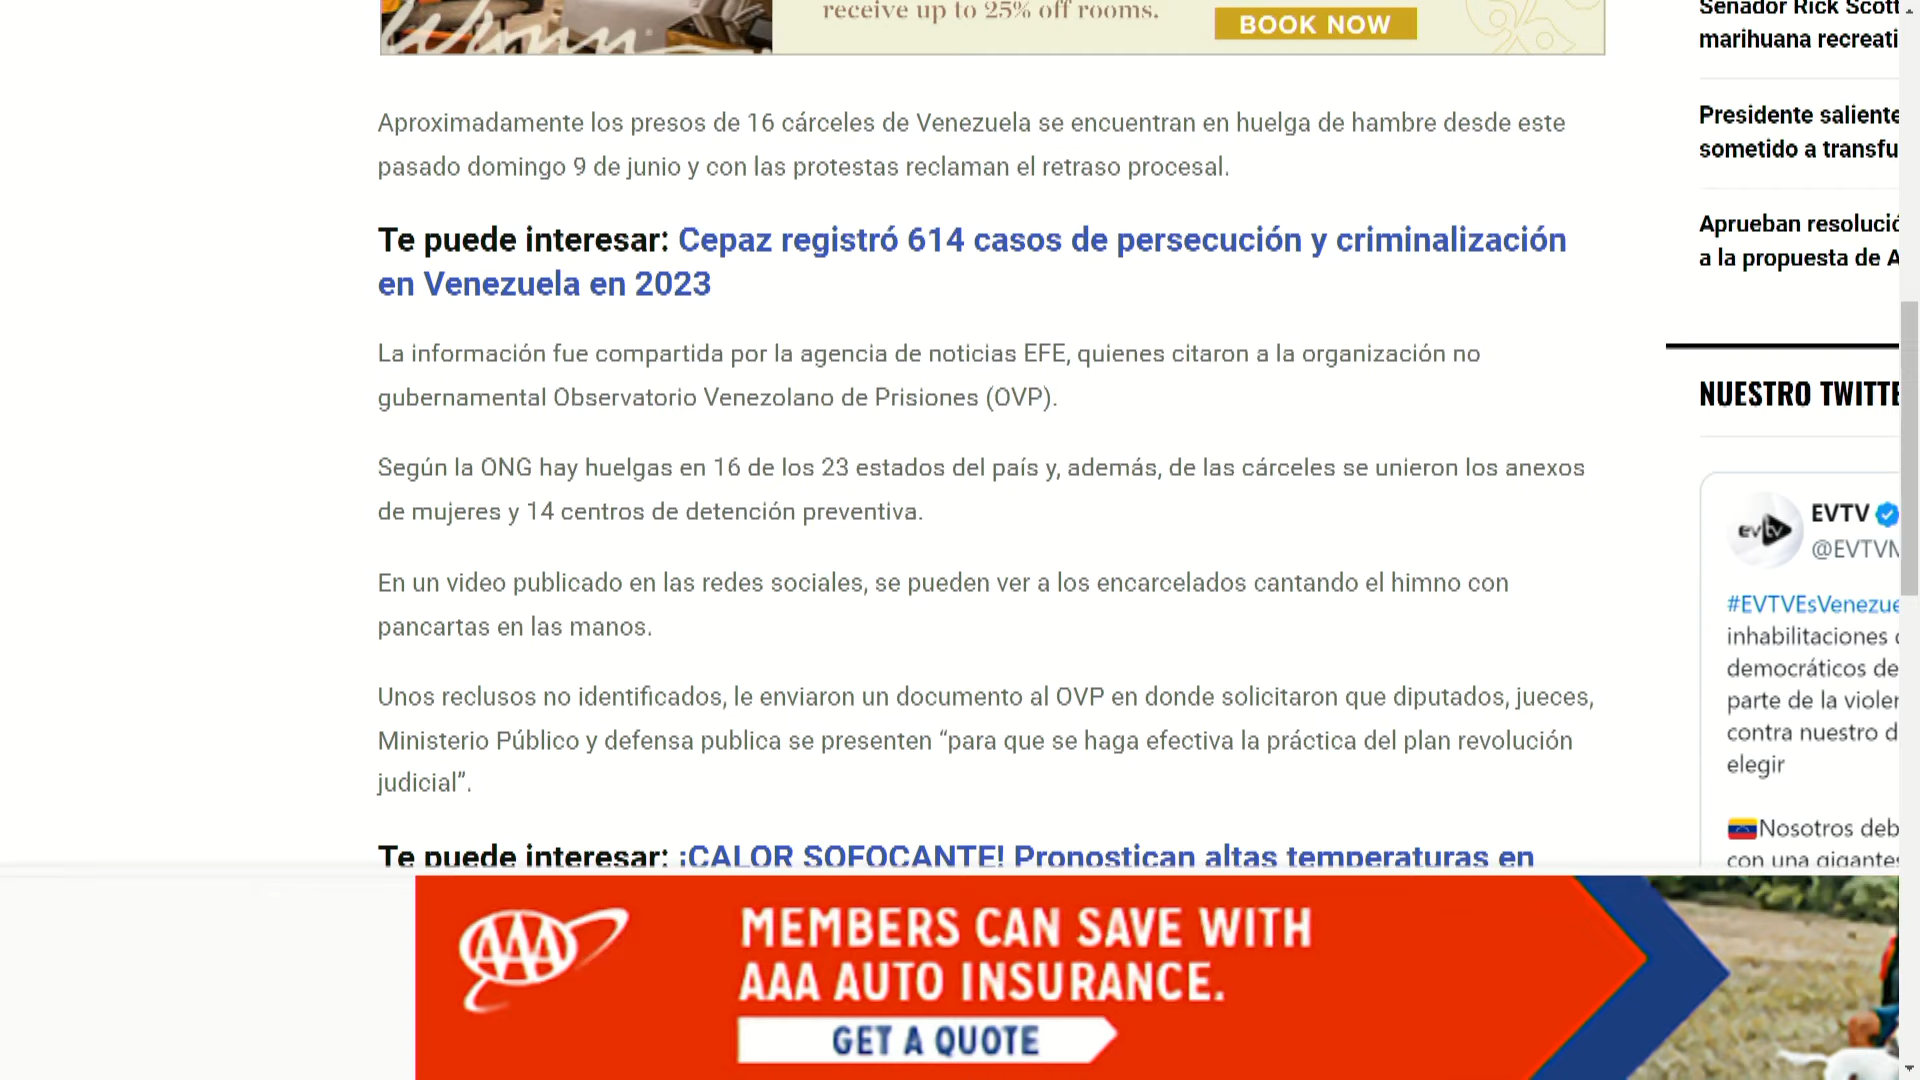 receive up to 25% off rooms.
BOOK NOW
Wynn
Aproximadamente los presos de 16 cárceles de Venezuela se encuentran en huelga de hambre desde este
pasado domingo 9 de junio y con las protestas reclaman el retraso procesal.
Te puede interesar: Cepaz registró 614 casos de persecución y criminalización
en Venezuela en 2023
La información fue compartida por la agencia de noticias EFE, quienes citaron a la organización no
gubernamental Observatorio Venezolano de Prisiones (OVP).
Según la ONG hay huelgas en 16 de los 23 estados del país y, además, de las cárceles se unieron los anexos
de mujeres y 14 centros de detención preventiva.
En un video publicado en las redes sociales, se pueden ver a los encarcelados cantando el himno con
pancartas en las manos.
Unos reclusos no identificados, le enviaron un documento al OVP en donde solicitaron que diputados, jueces,
Ministerio Público y defensa publica se presenten “para que se haga efectiva la práctica del plan revolución
judicial”.
Te puede interesar: ¡CALOR SOFOCANTE! Pronostican altas temperaturas en
Senador Rick Scott
marihuana recreati
Presidente saliente
sometido a transfu
Aprueban resolució
a la propuesta de A
NUESTRO TWITTE
evtv
EVTV
@EVTVM
#EVTVEsVenezue
inhabilitaciones
democráticos de
parte de la violen
contra nuestro d
elegir
Nosotros deb
con una gigantes
AAA
MEMBERS CAN SAVE WITH
AAA AUTO INSURANCE.
GET A QUOTE